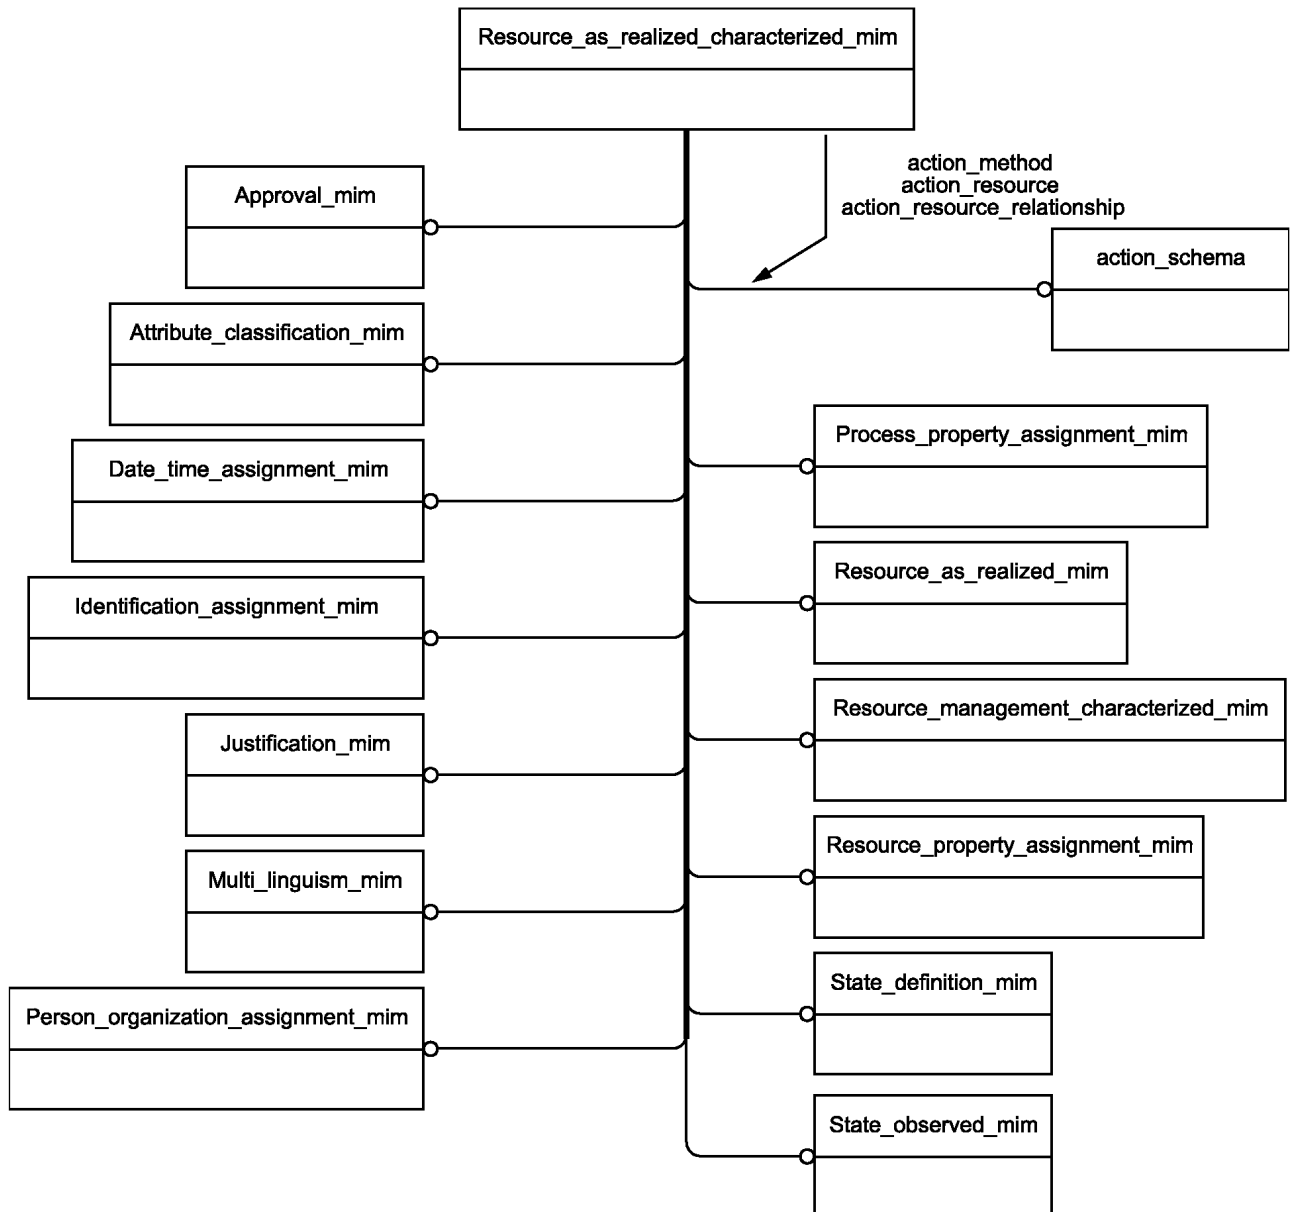 Resource_as_realized_characterized_mim
action_method
action_resource
action_resource_relationship
Approval_mim
action_schema
Attribute_classification_mim
Process_property_assignment_mim
Date_time_assignment_mim
Resource_as_realized_mim
Identification_assignment_mim
Resource_management_characterized_mim
Justification_mim
Resource_property_assignment_mim
Multi_linguism_mim
State_definition_mim
Person_organization_assignment_mim
State_observed_mim